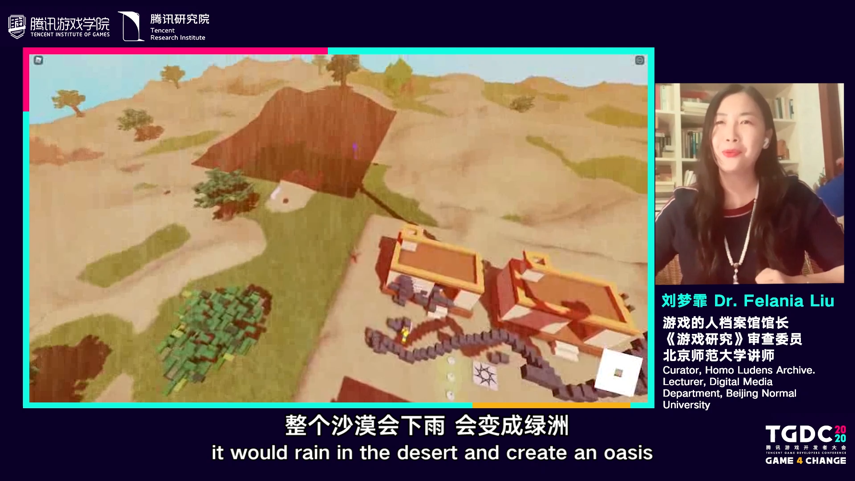 腾讯游戏学院
TENCENT INSTITUTE OF GAMES
腾讯研究院
Tencent
Research Institute
刘梦霏 Dr. Felania Liu
游戏的人档案馆馆长
《游戏研究》审查委员
北京师范大学讲师
Curator, Homo Ludens Archive.
Lecturer, Digital Media
Department, Beijing Normal
University
整个沙漠会下雨 会变成绿洲
it would rain in the desert and create an oasis
TGDC 2020
腾讯游戏开发者大会
TENCENT GAME DEVELOPERS CONFERENCE
GAME 4 CHANGE